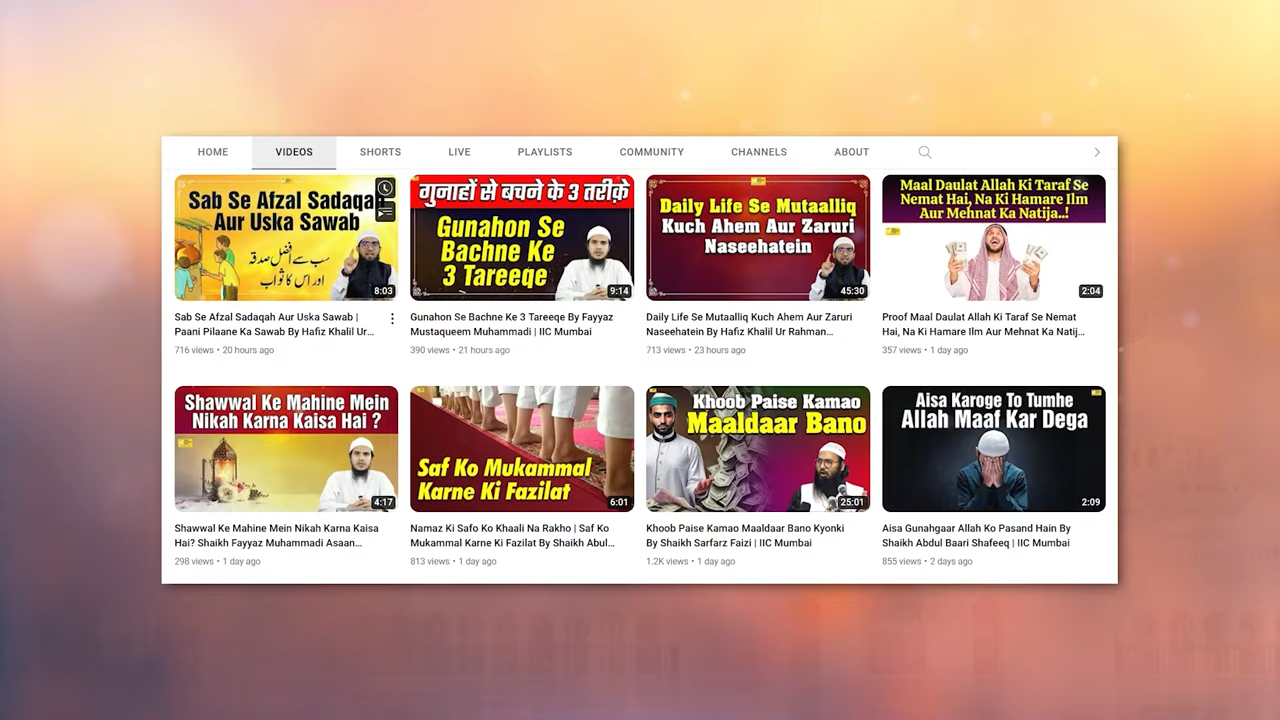 HOME VIDEOS SHORTS LIVE PLAYLISTS COMMUNITY CHANNELS ABOUT
Sab Se Afzal Sadaqah
Aur Uska Sawab
سب سے افضل صدقہ
اور اس کا ثواب
8:03
Sab Se Afzal Sadaqah Aur Uska Sawab |
Paani Pilaane Ka Sawab By Hafiz Khalil Ur...
716 views • 20 hours ago
गुनाहों से बचने के 3 तरीक़े
Gunahon Se
Bachne Ke
3 Tareeqe
9:14
Gunahon Se Bachne Ke 3 Tareeqe By Fayyaz
Mustaqueem Muhammadi | IIC Mumbai
390 views • 21 hours ago
Daily Life Se Mutaalliq
Kuch Ahem Aur Zaruri
Naseehatein
45:30
Daily Life Se Mutaalliq Kuch Ahem Aur Zaruri
Naseehatein By Hafiz Khalil Ur Rahman...
713 views • 23 hours ago
Maal Daulat Allah Ki Taraf Se
Nemat Hai, Na Ki Hamare Ilm
Aur Mehnat Ka Natija..!
2:04
Proof Maal Daulat Allah Ki Taraf Se Nemat
Hai, Na Ki Hamare Ilm Aur Mehnat Ka Natij...
357 views • 1 day ago
Shawwal Ke Mahine Mein
Nikah Karna Kaisa Hai ?
4:17
Shawwal Ke Mahine Mein Nikah Karna Kaisa
Hai? Shaikh Fayyaz Muhammadi Asaan...
298 views • 1 day ago
Saf Ko Mukammal
Karne Ki Fazilat
6:01
Namaz Ki Safo Ko Khaali Na Rakho | Saf Ko
Mukammal Karne Ki Fazilat By Shaikh Abul...
813 views • 1 day ago
Khoob Paise Kamao
Maaldaar Bano
25:01
Khoob Paise Kamao Maaldaar Bano Kyonki
By Shaikh Sarfarz Faizi | IIC Mumbai
1.2K views • 1 day ago
Aisa Karoge To Tumhe
Allah Maaf Kar Dega
2:09
Aisa Gunahgaar Allah Ko Pasand Hain By
Shaikh Abdul Baari Shafeeq | IIC Mumbai
855 views • 2 days ago